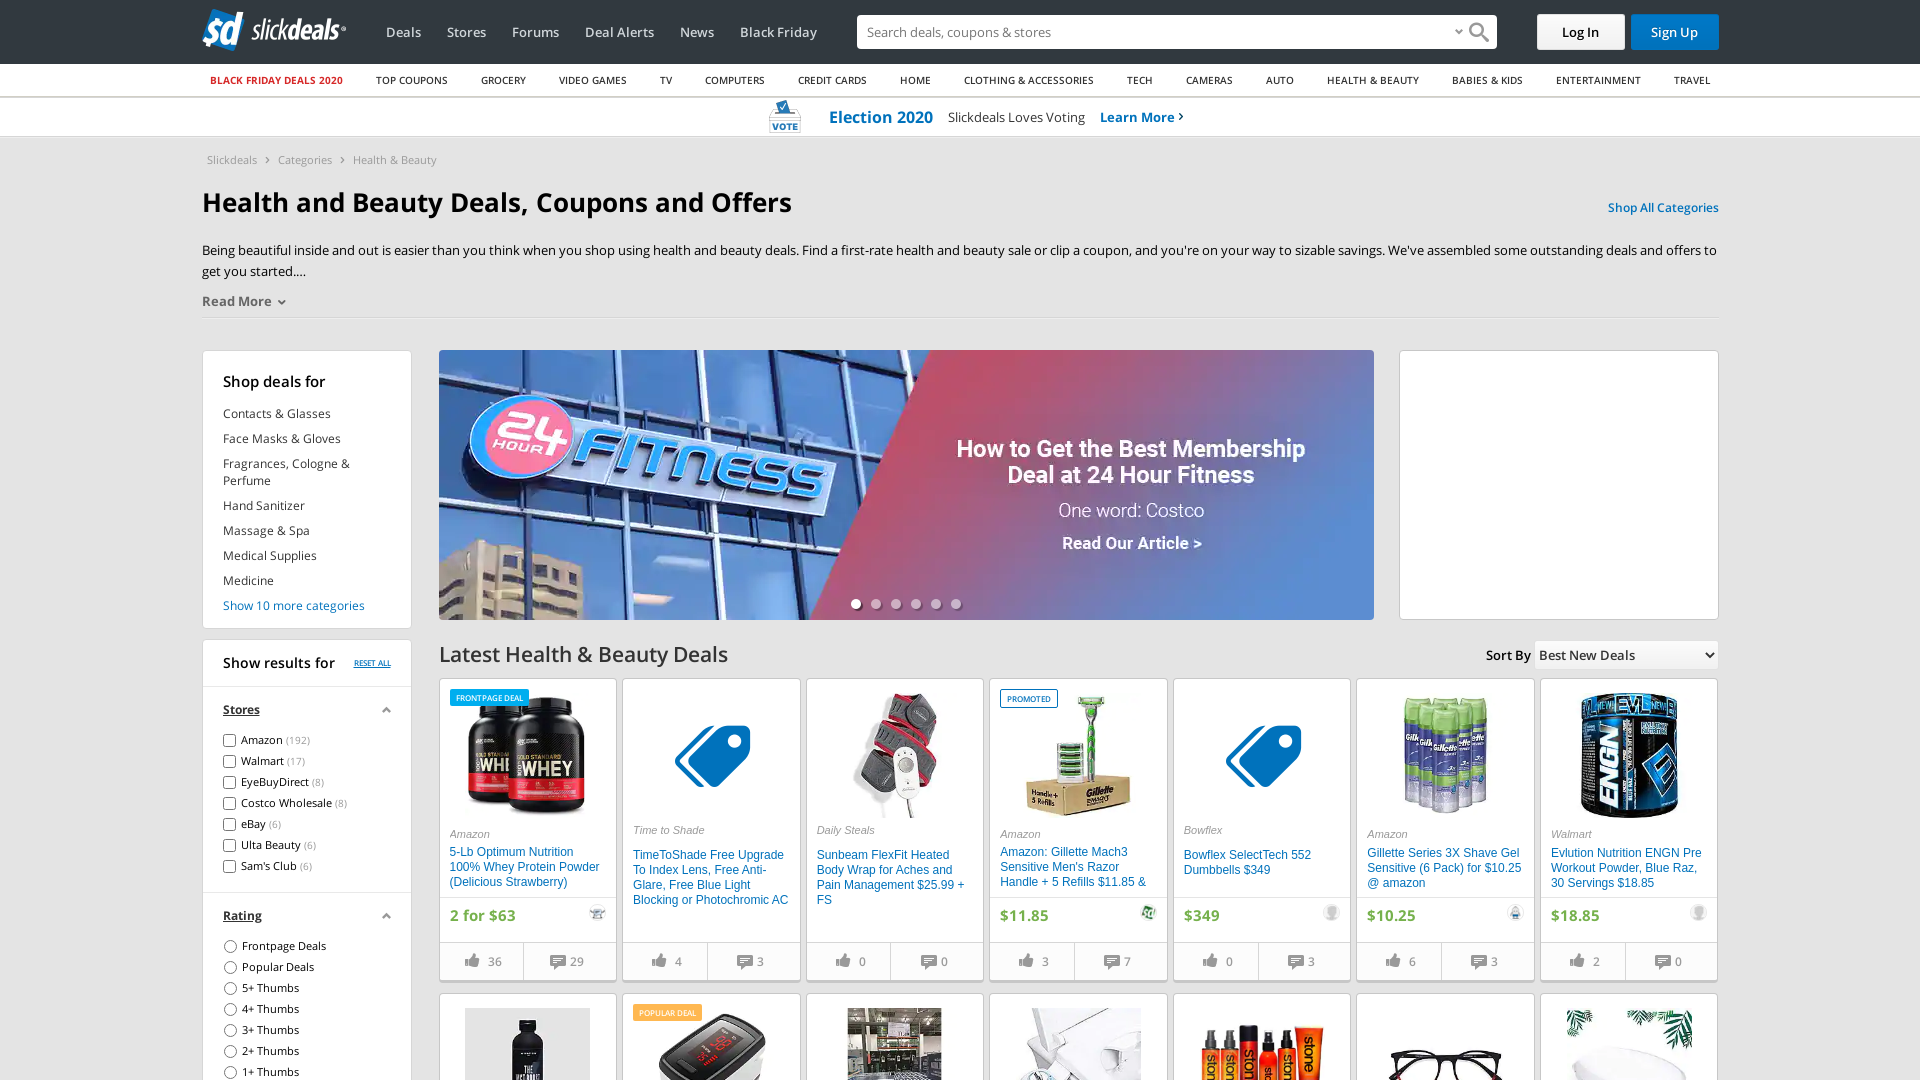 slickdeals
Deals
Stores
Forums
Deal Alerts
News
Black Friday
Search deals, coupons & stores
Log In
Sign Up
BLACK FRIDAY DEALS 2020
TOP COUPONS
GROCERY
VIDEO GAMES
TV
COMPUTERS
CREDIT CARDS
HOME
CLOTHING & ACCESSORIES
TECH
CAMERAS
AUTO
HEALTH & BEAUTY
BABIES & KIDS
ENTERTAINMENT
TRAVEL
VOTE
Election 2020
Slickdeals Loves Voting
Learn More
Slickdeals > Categories > Health & Beauty
Health and Beauty Deals, Coupons and Offers
Shop All Categories
Being beautiful inside and out is easier than you think when you shop using health and beauty deals. Find a first-rate health and beauty sale or clip a coupon, and you're on your way to sizable savings. We've assembled some outstanding deals and offers to
get you started.…
Read More
Shop deals for
Contacts & Glasses
Face Masks & Gloves
Fragrances, Cologne &
Perfume
Hand Sanitizer
Massage & Spa
Medical Supplies
Medicine
Show 10 more categories
24
HOUR
FITNESS
How to Get the Best Membership
Deal at 24 Hour Fitness
One word: Costco
Read Our Article >
Show results for
RESET ALL
Stores
Amazon (192)
Walmart (17)
EyeBuyDirect (8)
Costco Wholesale (8)
eBay (6)
Ulta Beauty (6)
Sam's Club (6)
Rating
Frontpage Deals
Popular Deals
5+ Thumbs
4+ Thumbs
3+ Thumbs
2+ Thumbs
1+ Thumbs
Latest Health & Beauty Deals
Sort By
Best New Deals
FRONTPAGE DEAL
WHEY
Amazon
5-Lb Optimum Nutrition
100% Whey Protein Powder
(Delicious Strawberry)
2 for $63
36
29
Time to Shade
TimeToShade Free Upgrade
To Index Lens, Free Anti-
Glare, Free Blue Light
Blocking or Photochromic AC
4
3
Daily Steals
Sunbeam FlexFit Heated
Body Wrap for Aches and
Pain Management $25.99 +
FS
0
0
PROMOTED
Handle +
5 Refills
Gillette
Amazon
Amazon: Gillette Mach3
Sensitive Men's Razor
Handle + 5 Refills $11.85 &
$11.85
3
7
Bowflex
Bowflex SelectTech 552
Dumbbells $349
$349
0
3
Gillette
Amazon
Gillette Series 3X Shave Gel
Sensitive (6 Pack) for $10.25
@ amazon
$10.25
6
3
EVL
ENGN
Walmart
Evlution Nutrition ENGN Pre
Workout Powder, Blue Raz,
30 Servings $18.85
$18.85
2
0
POPULAR DEAL
THE
stone